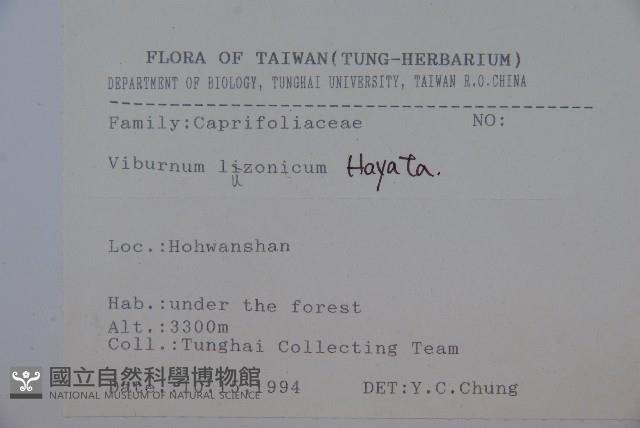 FLORA OF TAIWAN(TUNG-HERBARIUM)
DEPARTMENT OF BIOLOGY, TUNGHAI UNIVERSITY, TAIWAN R.O.CHINA
Family:Caprifoliaceae NO:
Viburnum lizonicum Hayata.
u
Loc.:Hohwanshan
Hab.:under the forest
Alt.:3300m
Coll.:Tunghai Collecting Team
國立自然科學博物館
Date: 1994 DET:Y.C.Chung
NATIONAL MUSEUM OF NATURAL SCIENCE